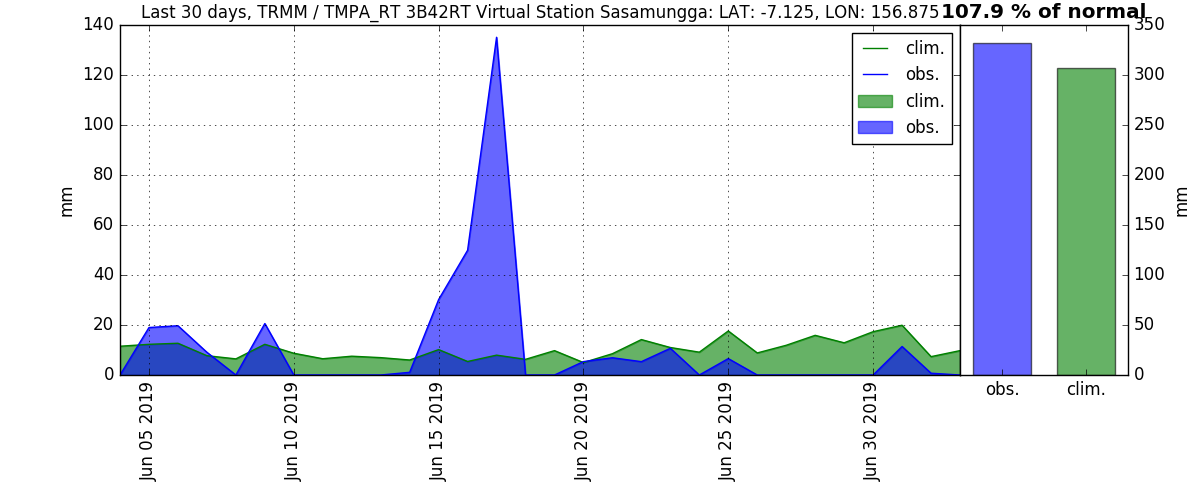 Last 30 days, TRMM / TMPA_RT 3B42RT Virtual Station Sasamungga: LAT: -7.125, LON: 156.875
107.9 % of normal
140
120
100
80
60
40
20
0
mm
clim.
obs.
clim.
obs.
Jun 05 2019
Jun 10 2019
Jun 15 2019
Jun 20 2019
Jun 25 2019
Jun 30 2019
350
300
250
200
150
100
50
0
mm
obs.
clim.